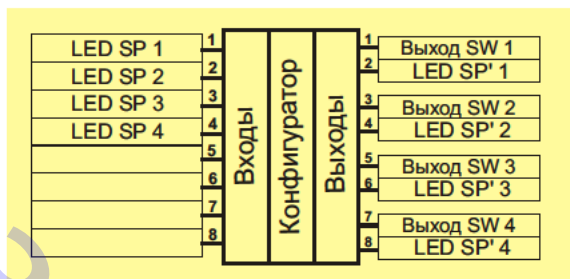 LED SP 1
LED SP 2
LED SP 3
LED SP 4
1
2
3
4
5
6
7
8
Входы
Конфигуратор
Выходы
1 Выход SW 1
2 LED SP' 1
3 Выход SW 2
4 LED SP' 2
5 Выход SW 3
6 LED SP' 3
7 Выход SW 4
8 LED SP' 4